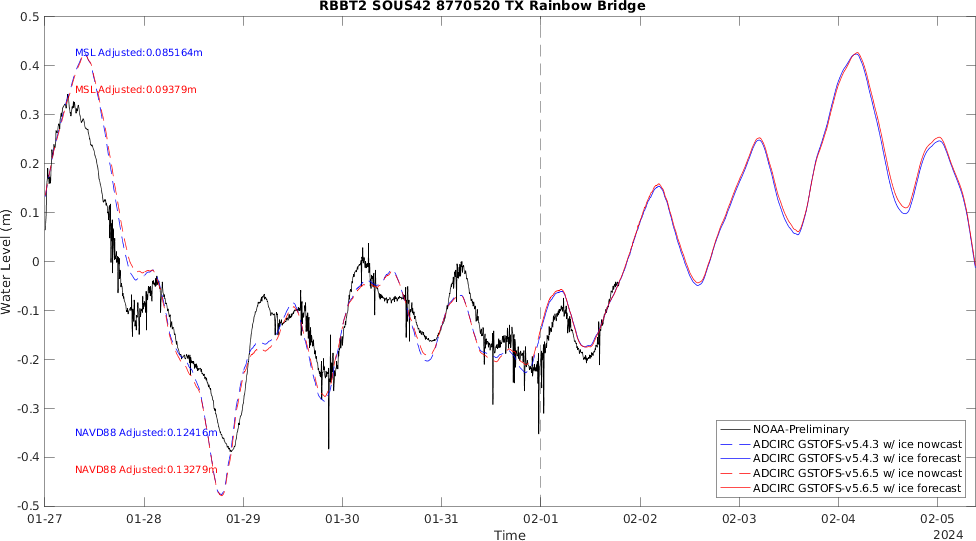 RBBT2 SOUS42 8770520 TX Rainbow Bridge
0.5
0.4
0.3
0.2
0.1
0
-0.1
-0.2
-0.3
-0.4
-0.5
Water Level (m)
MSL Adjusted:0.085164m
MSL Adjusted:0.09379m
NAVD88 Adjusted:0.12416m
NAVD88 Adjusted:0.13279m
NOAA-Preliminary
ADCIRC GSTOFS-v5.4.3 w/ ice nowcast
ADCIRC GSTOFS-v5.4.3 w/ ice forecast
ADCIRC GSTOFS-v5.6.5 w/ ice nowcast
ADCIRC GSTOFS-v5.6.5 w/ ice forecast
01-27 01-28 01-29 01-30 01-31 02-01 02-02 02-03 02-04 02-05
Time
2024